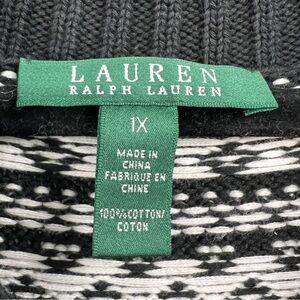 LAUREN
RALPH LAUREN
1X
MADE IN
CHINA
FABRIQUE EN
CHINE
100%COTTON/
COTON